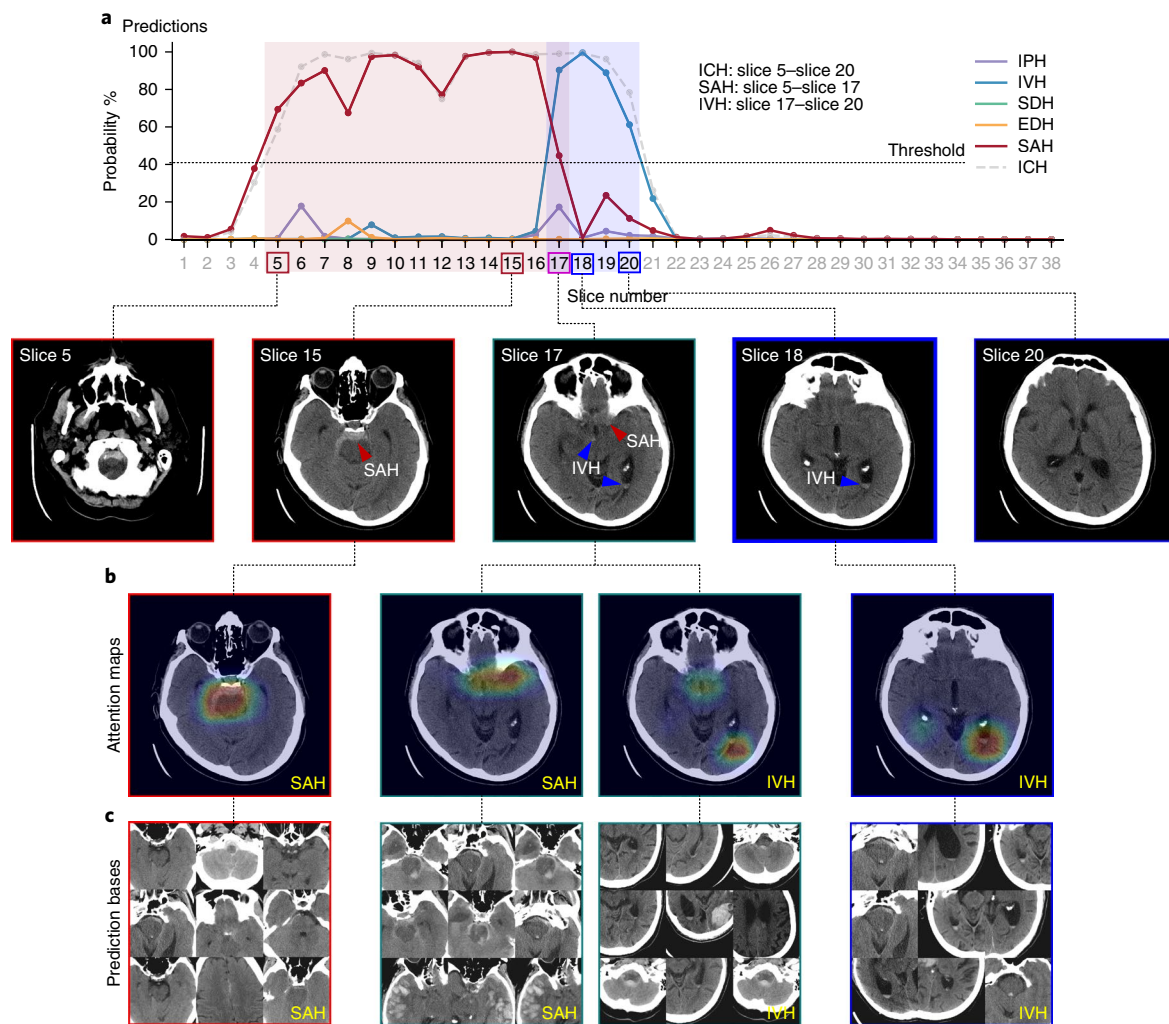 a
Predictions
100
80
60
40
20
0
Probability %
ICH: slice 5–slice 20
SAH: slice 5–slice 17
IVH: slice 17–slice 20
IPH
IVH
SDH
EDH
SAH
ICH
Threshold
1 2 3 4 5 6 7 8 9 10 11 12 13 14 15 16 17 18 19 20 21 22 23 24 25 26 27 28 29 30 31 32 33 34 35 36 37 38
Slice number
Slice 5
Slice 15
SAH
Slice 17
SAH
IVH
Slice 18
IVH
Slice 20
b
Attention maps
SAH
SAH
IVH
IVH
c
Prediction bases
SAH
SAH
IVH
IVH